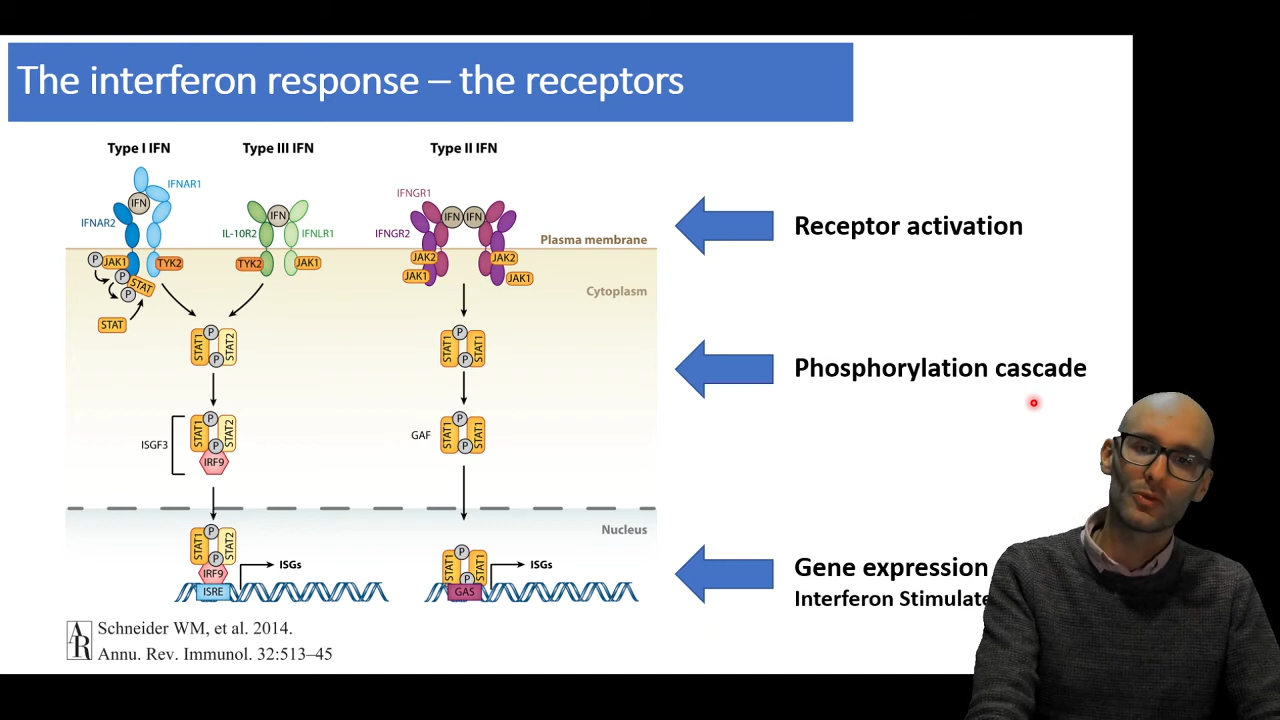 The interferon response – the receptors
Type I IFN
Type III IFN
Type II IFN
IFNAR1
IFN
IFNAR2
IFN
IL-10R2
IFNLR1
IFNGR1
IFN
IFN
IFNGR2
Plasma membrane
P
JAK1
TYK2
P
STAT
P
STAT
TYK2
JAK1
JAK2
JAK2
JAK1
JAK1
Cytoplasm
STAT1
P
P
STAT2
STAT1
P
P
STAT1
ISGF3
STAT1
P
P
STAT2
IRF9
GAF
STAT1
P
P
STAT1
Nucleus
STAT1
P
P
STAT2
IRF9
ISRE
ISGs
STAT1
P
P
STAT1
GAS
ISGs
Receptor activation
Phosphorylation cascade
Gene expression
Interferon Stimulate
AR
Schneider WM, et al. 2014.
Annu. Rev. Immunol. 32:513–45